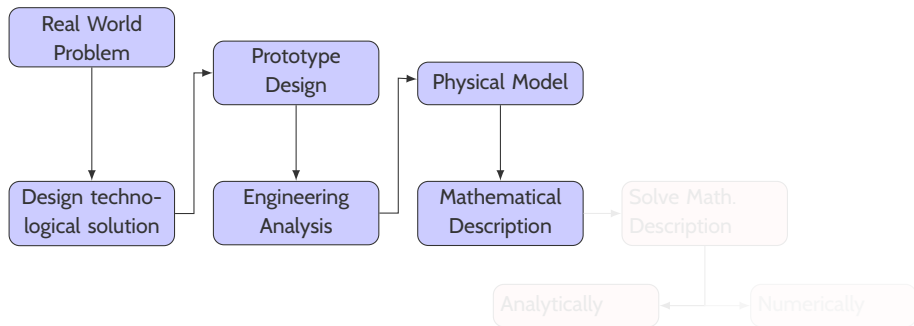 Real World
Problem
Design techno-
logical solution
Prototype
Design
Engineering
Analysis
Physical Model
Mathematical
Description
Solve Math.
Description
Analytically
Numerically